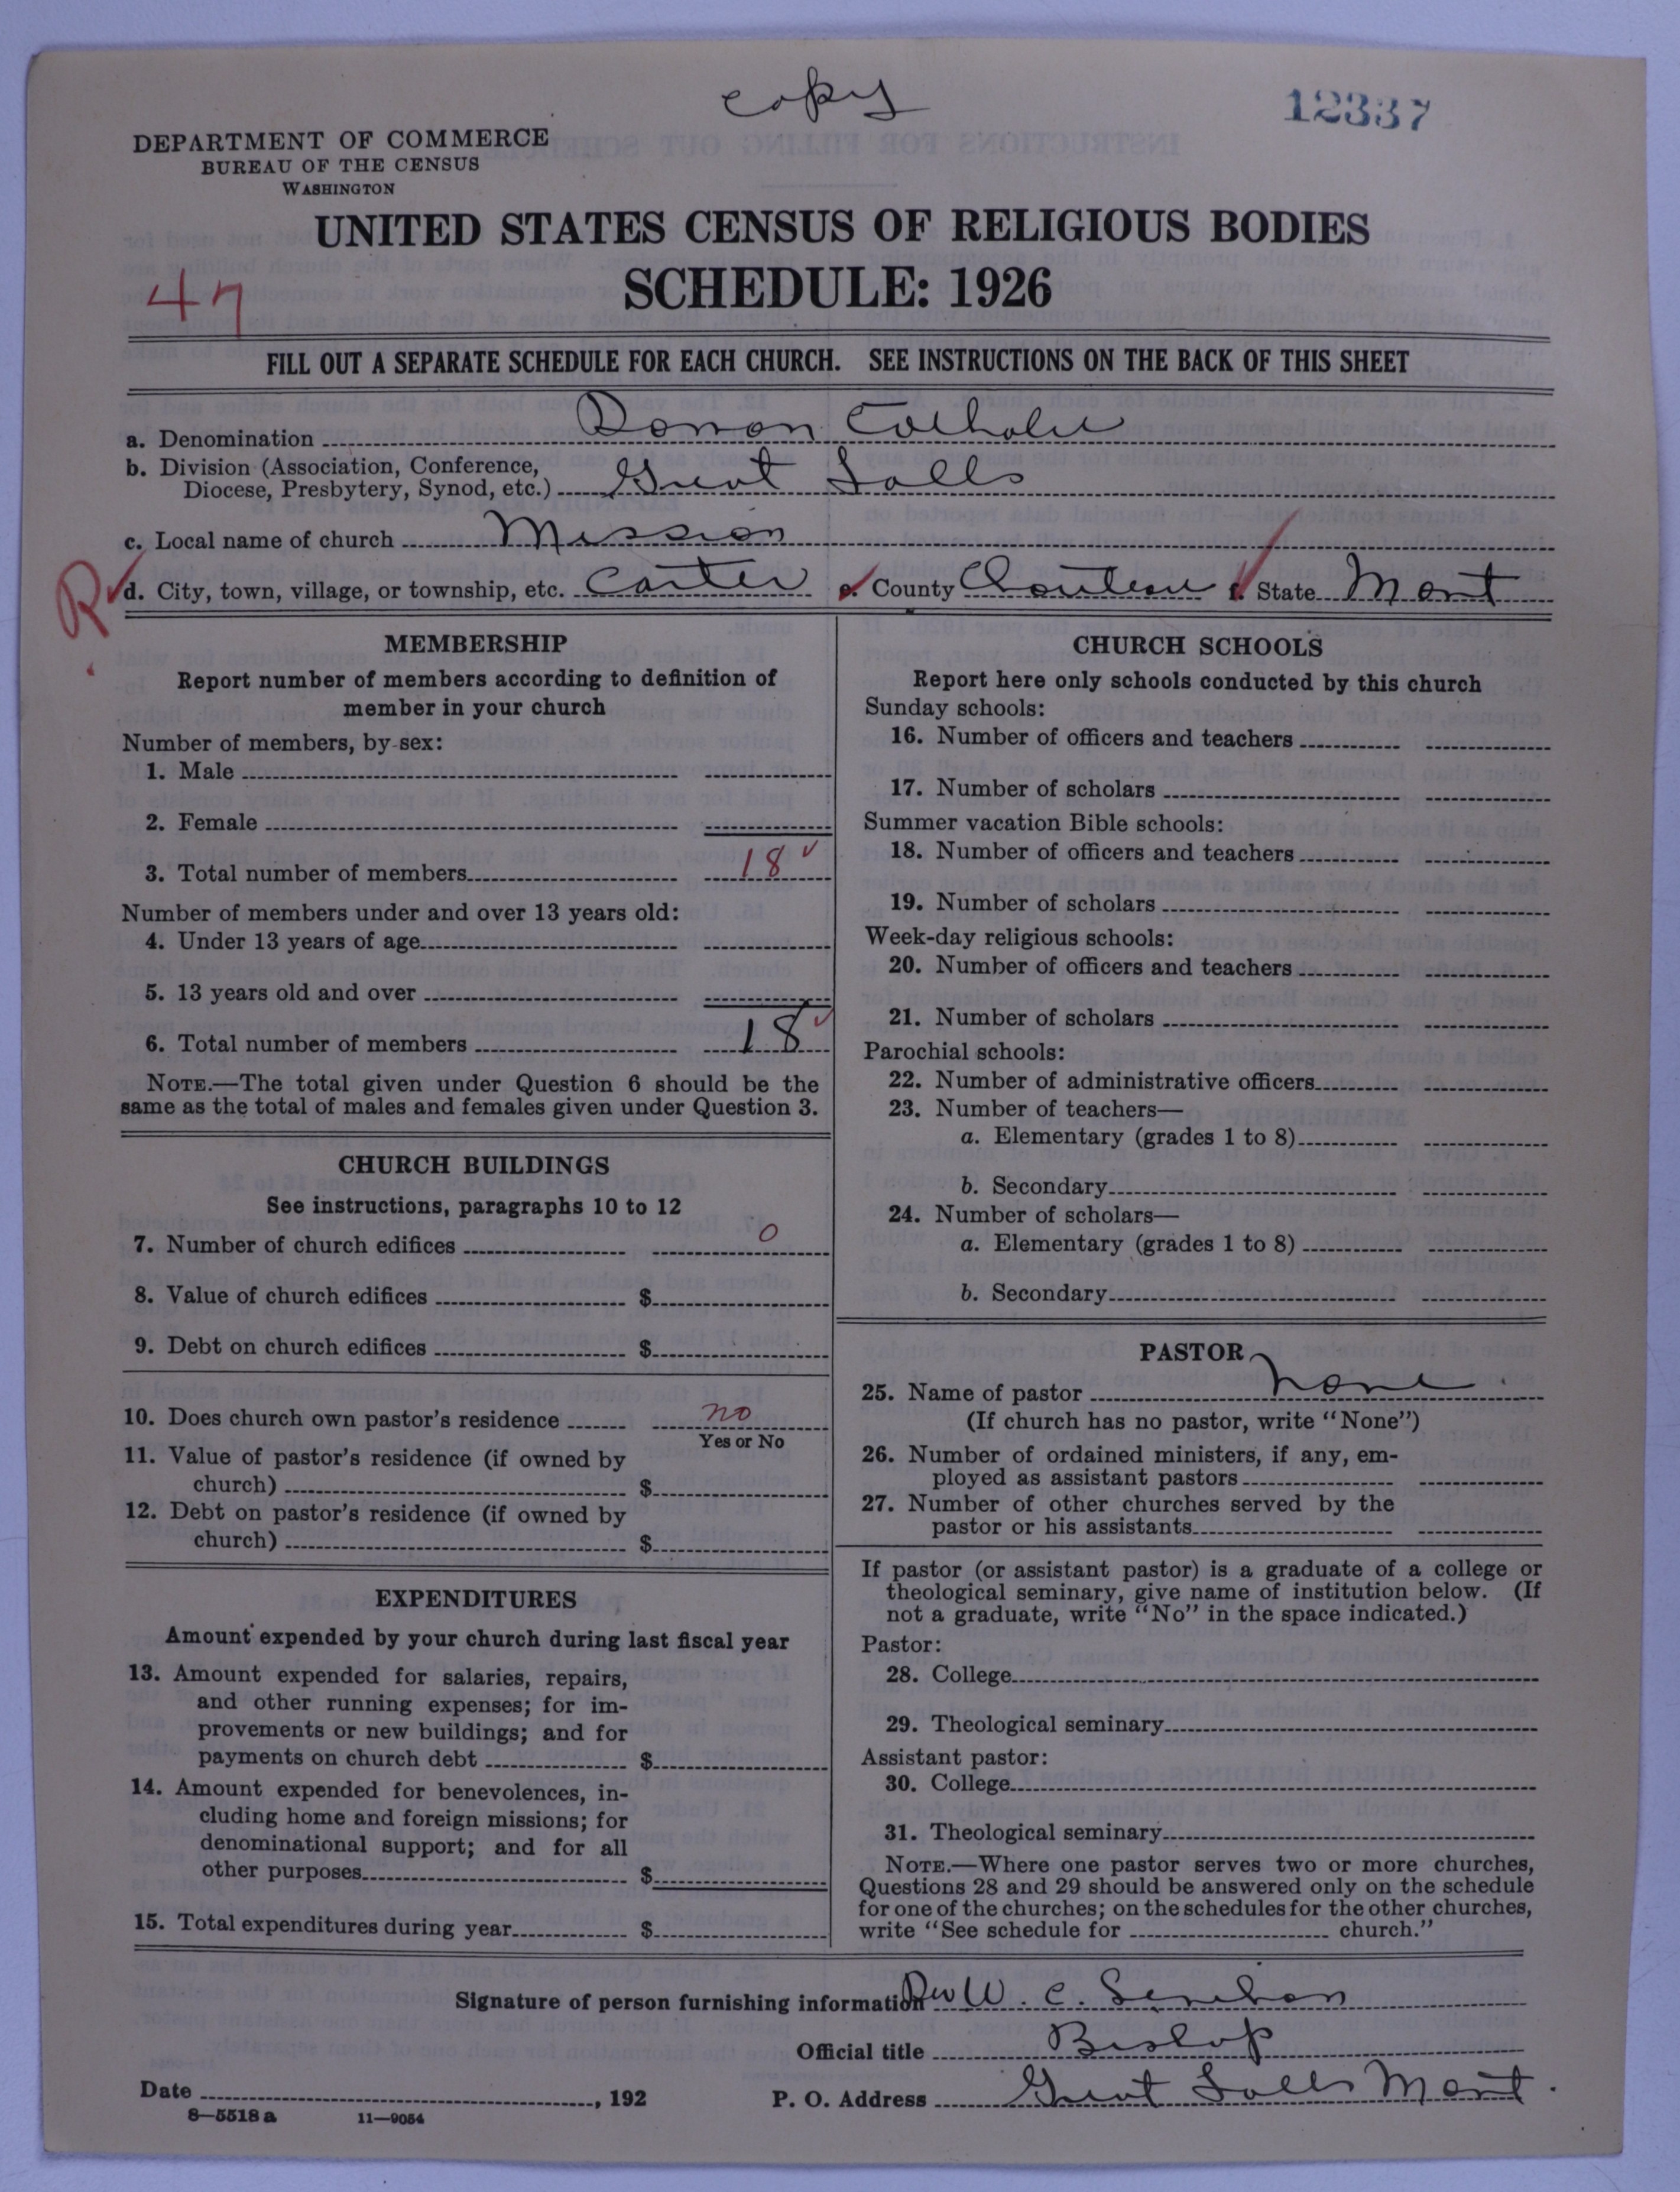 copy
12337
DEPARTMENT OF COMMERCE
BUREAU OF THE CENSUS
WASHINGTON
UNITED STATES CENSUS OF RELIGIOUS BODIES
SCHEDULE: 1926
47
FILL OUT A SEPARATE SCHEDULE FOR EACH CHURCH. SEE INSTRUCTIONS ON THE BACK OF THIS SHEET
a. Denomination Roman Catholic
b. Division (Association, Conference,
Diocese, Presbytery, Synod, etc.) Great Falls
c. Local name of church Mission
R
d. City, town, village, or township, etc. Carter e. County Chouteau f. State Mont
MEMBERSHIP
Report number of members according to definition of
member in your church
Number of members, by sex:
1. Male
2. Female
3. Total number of members 18 ✓
Number of members under and over 13 years old:
4. Under 13 years of age
5. 13 years old and over
6. Total number of members 18 ✓
NOTE.—The total given under Question 6 should be the
same as the total of males and females given under Question 3.
CHURCH BUILDINGS
See instructions, paragraphs 10 to 12
7. Number of church edifices 0
8. Value of church edifices $
9. Debt on church edifices $
10. Does church own pastor's residence no
Yes or No
11. Value of pastor's residence (if owned by
church) $
12. Debt on pastor's residence (if owned by
church) $
EXPENDITURES
Amount expended by your church during last fiscal year
13. Amount expended for salaries, repairs,
and other running expenses; for im-
provements or new buildings; and for
payments on church debt $
14. Amount expended for benevolences, in-
cluding home and foreign missions; for
denominational support; and for all
other purposes $
15. Total expenditures during year $
CHURCH SCHOOLS
Report here only schools conducted by this church
Sunday schools:
16. Number of officers and teachers
17. Number of scholars
Summer vacation Bible schools:
18. Number of officers and teachers
19. Number of scholars
Week-day religious schools:
20. Number of officers and teachers
21. Number of scholars
Parochial schools:
22. Number of administrative officers
23. Number of teachers—
a. Elementary (grades 1 to 8)
b. Secondary
24. Number of scholars—
a. Elementary (grades 1 to 8)
b. Secondary
PASTOR
25. Name of pastor None
(If church has no pastor, write "None")
26. Number of ordained ministers, if any, em-
ployed as assistant pastors
27. Number of other churches served by the
pastor or his assistants
If pastor (or assistant pastor) is a graduate of a college or
theological seminary, give name of institution below. (If
not a graduate, write "No" in the space indicated.)
Pastor:
28. College
29. Theological seminary
Assistant pastor:
30. College
31. Theological seminary
NOTE.—Where one pastor serves two or more churches,
Questions 28 and 29 should be answered only on the schedule
for one of the churches; on the schedules for the other churches,
write "See schedule for church."
Signature of person furnishing information Rev W. C.
Official title Bishop
Date , 192
P. O. Address Great Falls Mont.
8—5518 a 11—9054